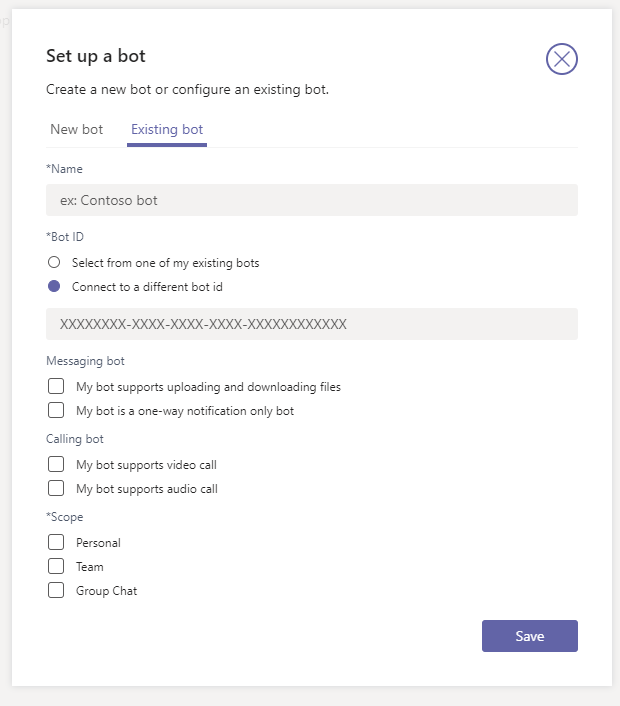 Set up a bot
Create a new bot or configure an existing bot.
New bot Existing bot
*Name
ex: Contoso bot
*Bot ID
Select from one of my existing bots
Connect to a different bot id
XXXXXXXX-XXXX-XXXX-XXXX-XXXXXXXXXXXX
Messaging bot
My bot supports uploading and downloading files
My bot is a one-way notification only bot
Calling bot
My bot supports video call
My bot supports audio call
*Scope
Personal
Team
Group Chat
Save